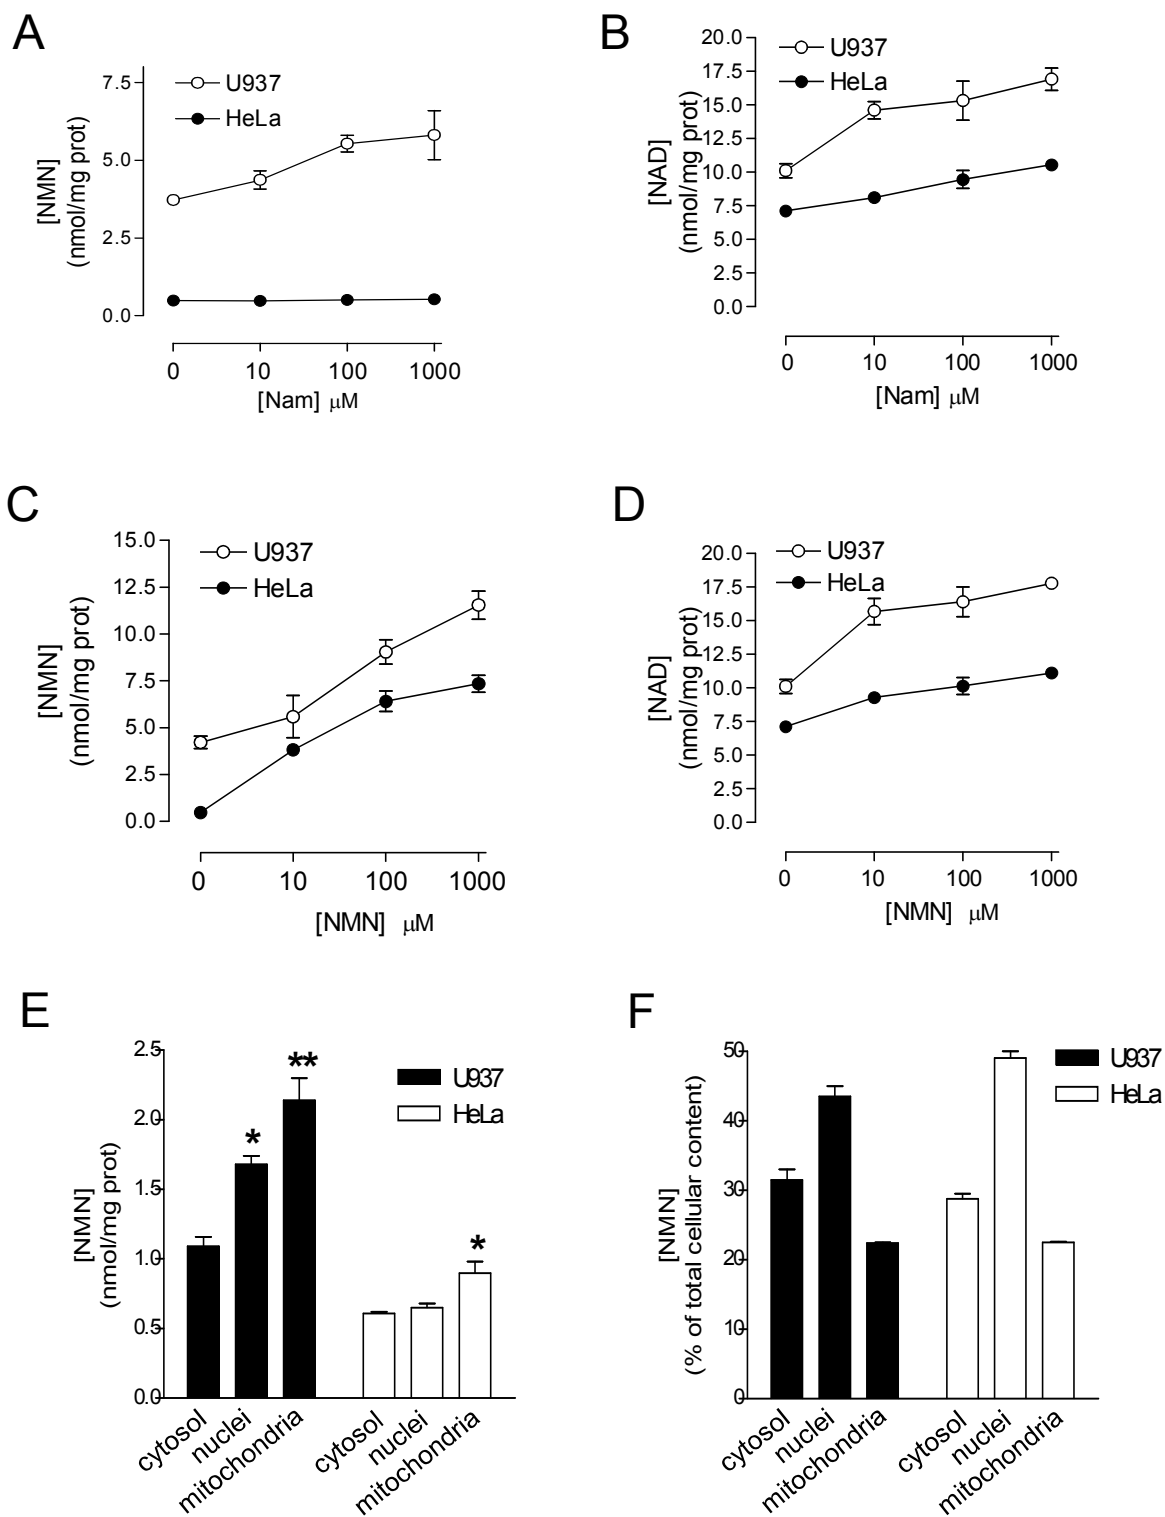 A
U937
HeLa
7.5
5.0
2.5
0.0
[NMN]
(nmol/mg prot)
0 10 100 1000
[Nam] μM
B
U937
HeLa
20.0
17.5
15.0
12.5
10.0
7.5
5.0
2.5
0.0
[NAD]
(nmol/mg prot)
0 10 100 1000
[Nam] μM
C
U937
HeLa
15.0
12.5
10.0
7.5
5.0
2.5
0.0
[NMN]
(nmol/mg prot)
0 10 100 1000
[NMN] μM
D
U937
HeLa
20.0
17.5
15.0
12.5
10.0
7.5
5.0
2.5
0.0
[NAD]
(nmol/mg prot)
0 10 100 1000
[NMN] μM
E
U937
HeLa
2.5
2.0
1.5
1.0
0.5
0.0
[NMN]
(nmol/mg prot)
*
**
*
cytosol
nuclei
mitochondria
cytosol
nuclei
mitochondria
F
U937
HeLa
50
40
30
20
10
0
[NMN]
(% of total cellular content)
cytosol
nuclei
mitochondria
cytosol
nuclei
mitochondria